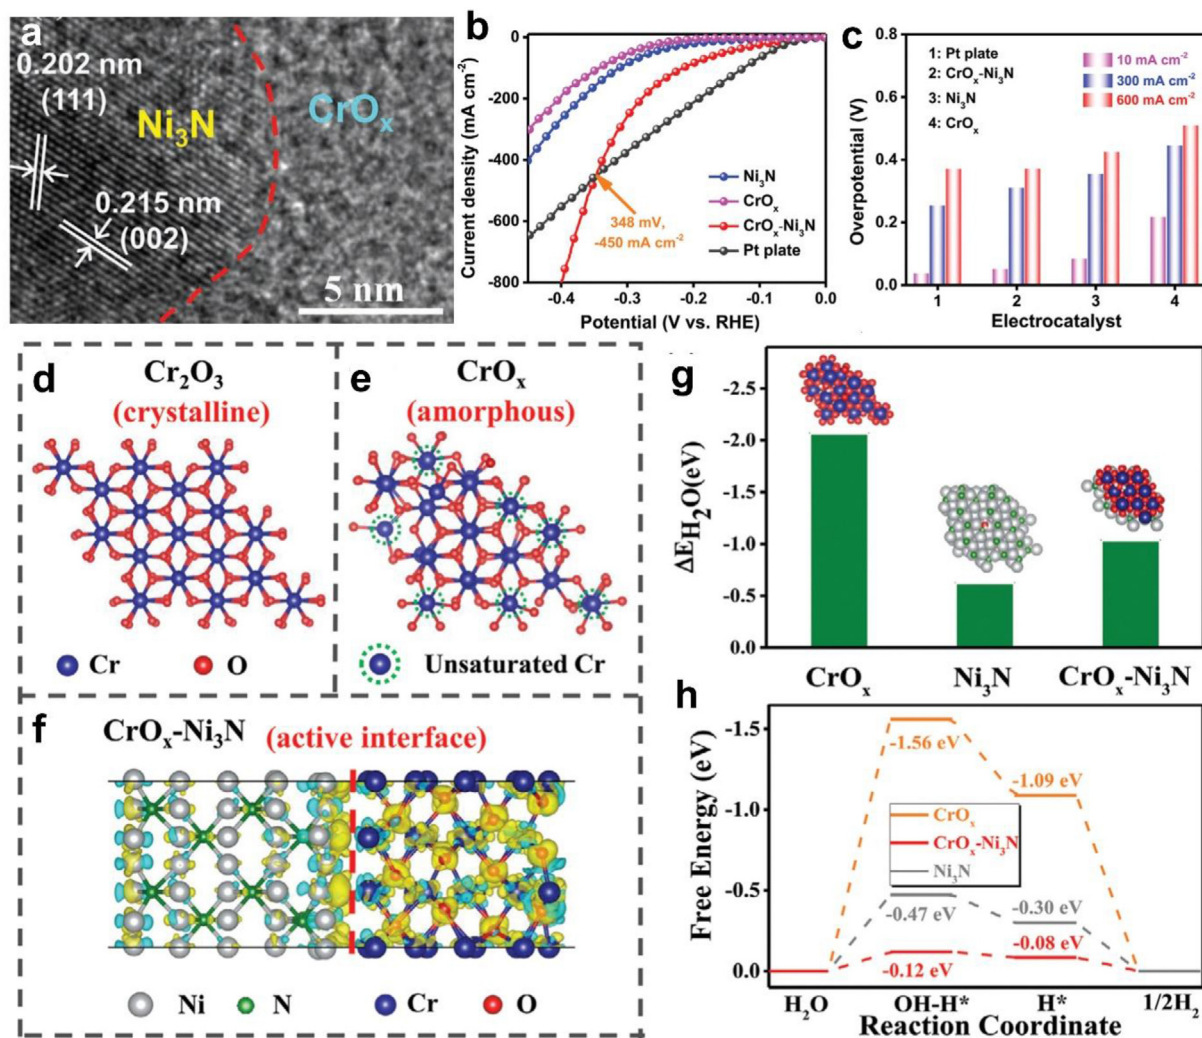 a
0.202 nm
(111)
Ni₃N
CrOₓ
0.215 nm
(002)
5 nm
b
Current density (mA cm⁻²)
0
-200
-400
-600
-800
Ni₃N
CrOₓ
CrOₓ-Ni₃N
Pt plate
348 mV,
-450 mA cm⁻²
-0.4
-0.3
-0.2
-0.1
0.0
Potential (V vs. RHE)
c
Overpotential (V)
0.8
0.4
0.2
0.0
1: Pt plate
2: CrOₓ-Ni₃N
3: Ni₃N
4: CrOₓ
10 mA cm⁻²
300 mA cm⁻²
600 mA cm⁻²
1
2
3
4
Electrocatalyst
d
Cr₂O₃
(crystalline)
Cr
O
e
CrOₓ
(amorphous)
Unsaturated Cr
f
CrOₓ-Ni₃N
(active interface)
Ni
N
Cr
O
g
ΔEH₂O(eV)
-2.5
-2.0
-1.5
-1.0
-0.5
0.0
CrOₓ
Ni₃N
CrOₓ-Ni₃N
h
Free Energy (eV)
-1.5
-1.0
-0.5
0.0
-1.56 eV
-1.09 eV
CrOₓ
CrOₓ-Ni₃N
Ni₃N
-0.47 eV
-0.30 eV
-0.12 eV
-0.08 eV
H₂O
OH-H*
H*
1/2H₂
Reaction Coordinate